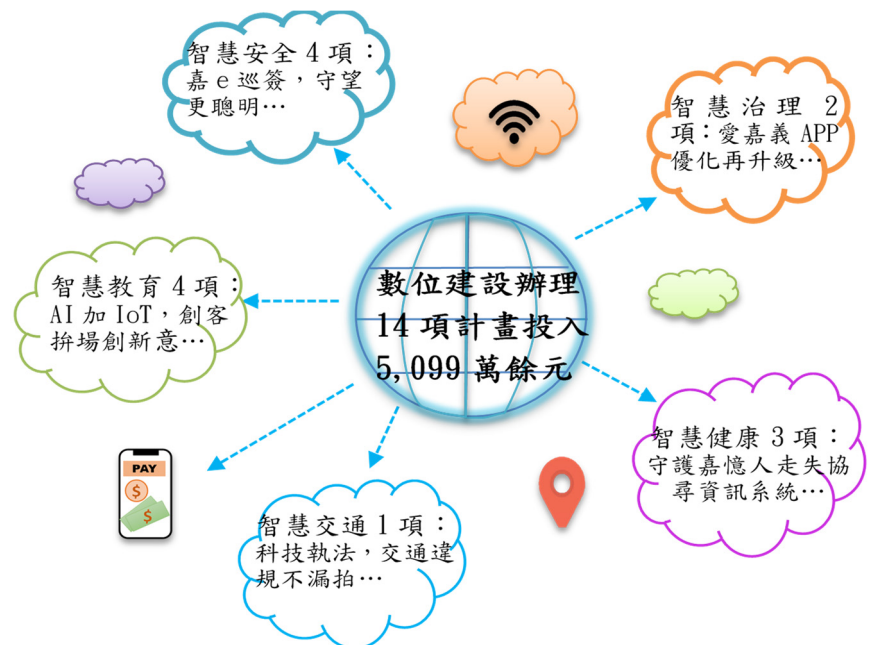 智慧安全 4 項：
嘉 e 巡簽，守望
更聰明…
智慧治理 2
項：愛嘉義 APP
優化再升級…
智慧教育 4 項：
AI 加 IoT，創客
拚場創新意…
數位建設辦理
14 項計畫投入
5,099 萬餘元
智慧健康 3 項：
守護嘉憶人走失協
尋資訊系統…
PAY
$
$
智慧交通 1 項：
科技執法，交通違
規不漏拍…